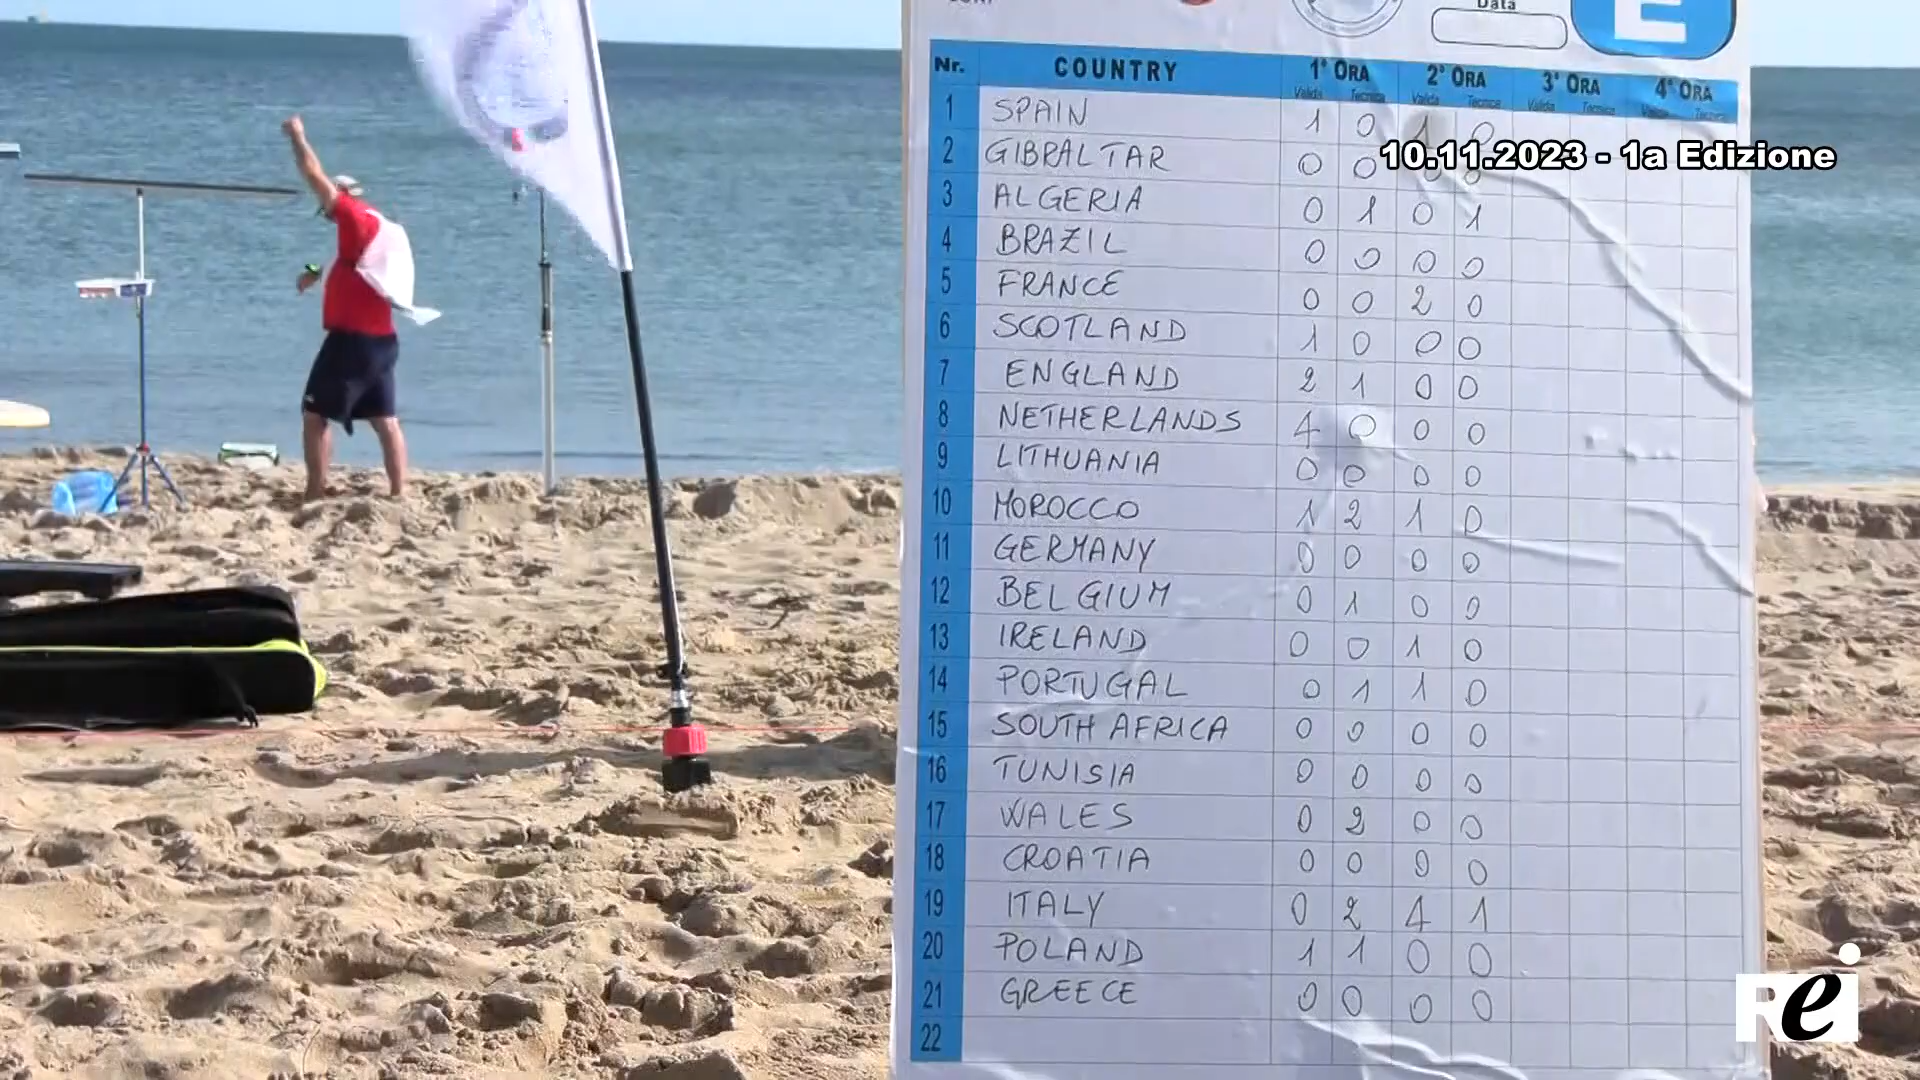 Data
E
Nr. COUNTRY 1ª ORA 2ª ORA 3ª ORA 4ª ORA
Valida Tecnica Valida Tecnica Valida Tecnica
1 SPAIN 1 0 1 0
10.11.2023 - 1a Edizione
2 GIBRALTAR 0 0 0 0
3 ALGERIA 0 1 0 1
4 BRAZIL 0 0 0 0
5 FRANCE 0 0 2 0
6 SCOTLAND 1 0 0 0
7 ENGLAND 2 1 0 0
8 NETHERLANDS 4 0 0 0
9 LITHUANIA 0 0 0 0
10 MOROCCO 1 2 1 0
11 GERMANY 0 0 0 0
12 BELGIUM 0 1 0 0
13 IRELAND 0 0 1 0
14 PORTUGAL 0 1 1 0
15 SOUTH AFRICA 0 0 0 0
16 TUNISIA 0 0 0 0
17 WALES 0 2 0 0
18 CROATIA 0 0 0 0
19 ITALY 0 2 4 1
20 POLAND 1 1 0 0
21 GREECE 0 0 0 0
22
Rei